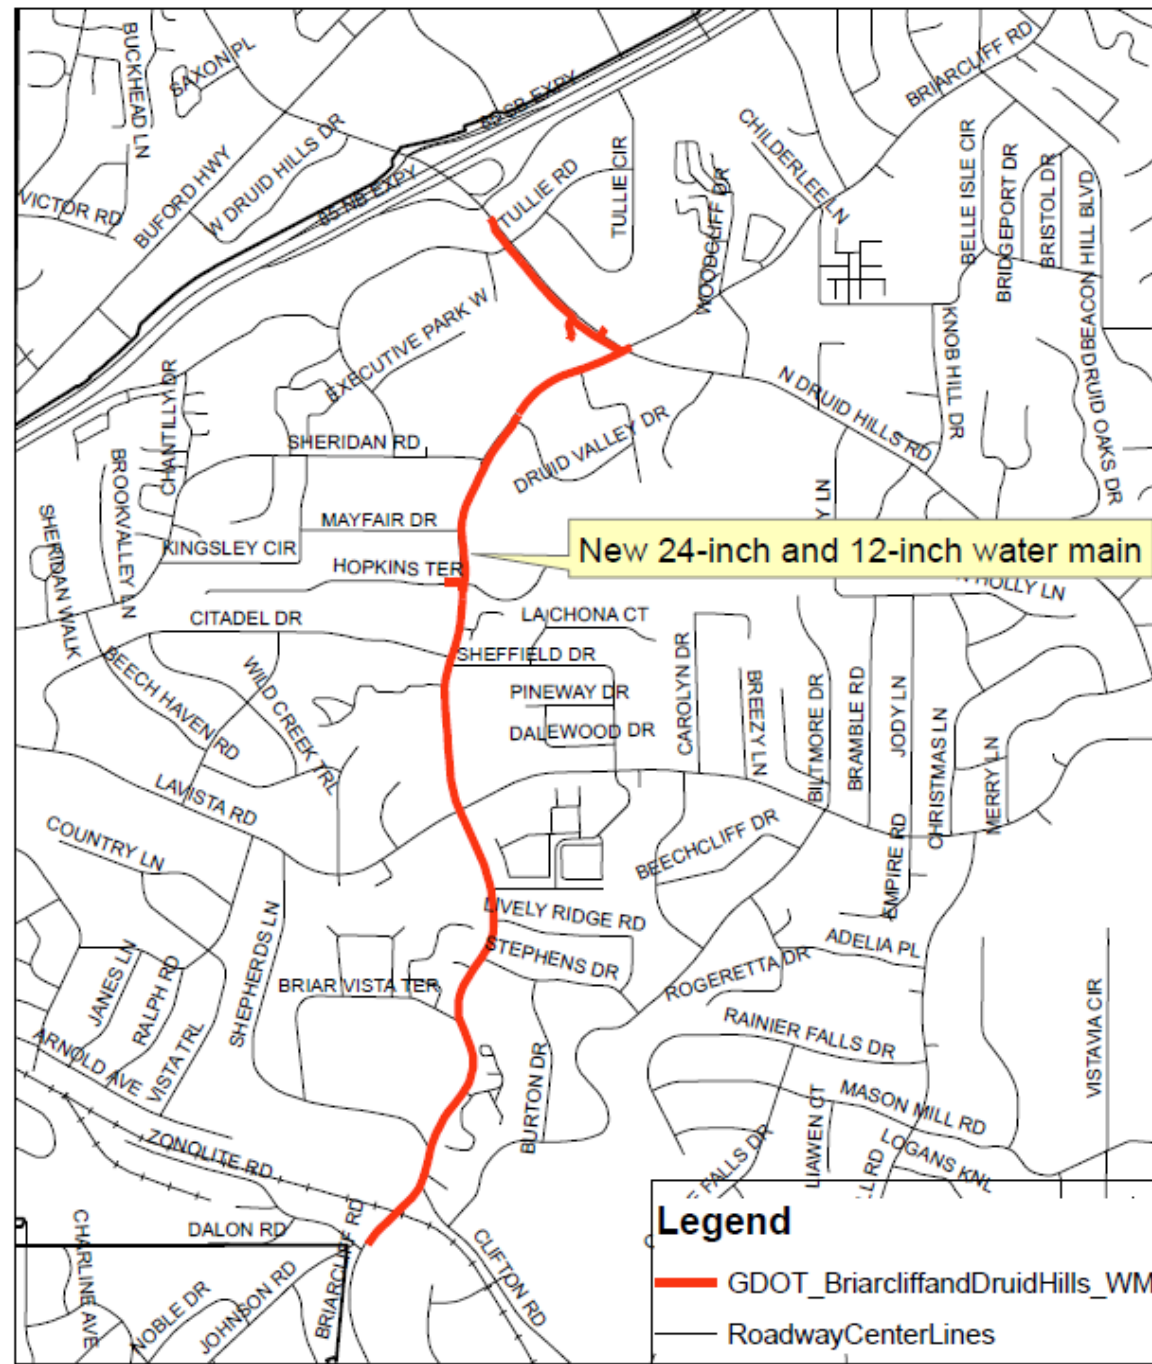 BUCKHEAD LN
SAXON PL
BRIARCLIFF RD
85 SB EXPY
W DRUID HILLS DR
BUFORD HWY
VICTOR RD
85 NB EXPY
TULLIE RD
TULLIE CIR
CHILDERLEE LN
WOODCLIFF DR
BELLE ISLE CIR
BRIDGEPORT DR
BRISTOL DR
BEACON HILL BLVD
EXECUTIVE PARK W
KNOB HILL DR
DRUID OAKS DR
N DRUID HILLS RD
CHANTILLY DR
SHERIDAN RD
DRUID VALLEY DR
BROOKVALLEY LN
SHERIDAN WALK
MAYFAIR DR
KINGSLEY CIR
Y LN
New 24-inch and 12-inch water main
HOPKINS TER
HOLLY LN
CITADEL DR
LA CHONA CT
SHEFFIELD DR
BEECH HAVEN RD
WILD CREEK TRL
PINEWAY DR
DALEWOOD DR
CAROLYN DR
BREEZY LN
BILTMORE DR
BRAMBLE RD
JODY LN
CHRISTMAS LN
MERRY LN
LAVISTA RD
COUNTRY LN
BEECHCLIFF DR
EMPIRE RD
LIVELY RIDGE RD
SHEPHERDS LN
STEPHENS DR
ADELIA PL
ROGERETTA DR
JANES LN
RALPH RD
BRIAR VISTA TER
VISTA TRL
ARNOLD AVE
RAINIER FALLS DR
VISTAVIA CIR
BURTON DR
MASON MILL RD
ZONOLITE RD
LIAWEN CT
LOGANS KNL
E FALLS DR
LL RD
DALON RD
CHARLINE AVE
BRIARCLIFF RD
CLIFTON RD
NOBLE DR
JOHNSON RD
Legend
GDOT_BriarcliffandDruidHills_WM
RoadwayCenterLines